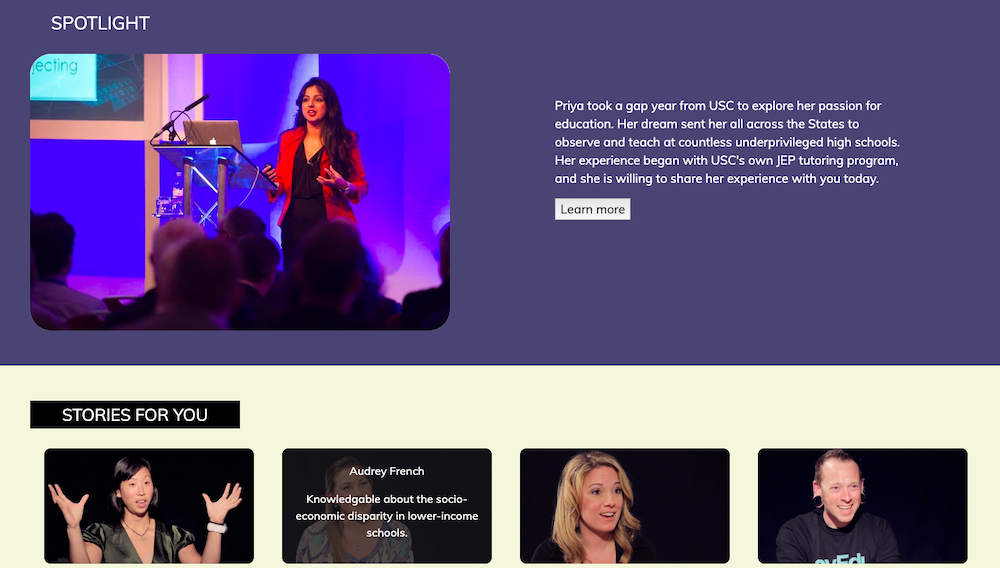 SPOTLIGHT
jecting
Priya took a gap year from USC to explore her passion for
education. Her dream sent her all across the States to
observe and teach at countless underprivileged high schools.
Her experience began with USC's own JEP tutoring program,
and she is willing to share her experience with you today.
Learn more
STORIES FOR YOU
Audrey French
Knowledgable about the socio-
economic disparity in lower-income
schools.